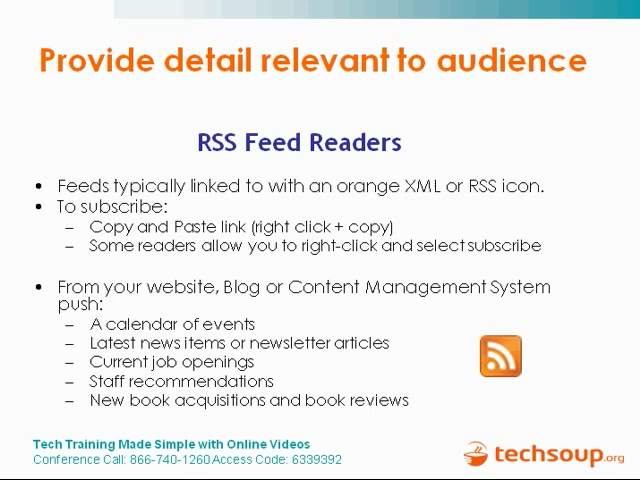 Provide detail relevant to audience
RSS Feed Readers
• Feeds typically linked to with an orange XML or RSS icon.
• To subscribe:
– Copy and Paste link (right click + copy)
– Some readers allow you to right-click and select subscribe
• From your website, Blog or Content Management System
push:
– A calendar of events
– Latest news items or newsletter articles
– Current job openings
– Staff recommendations
– New book acquisitions and book reviews
Tech Training Made Simple with Online Videos
Conference Call: 866-740-1260 Access Code: 6339392
techsoup.org